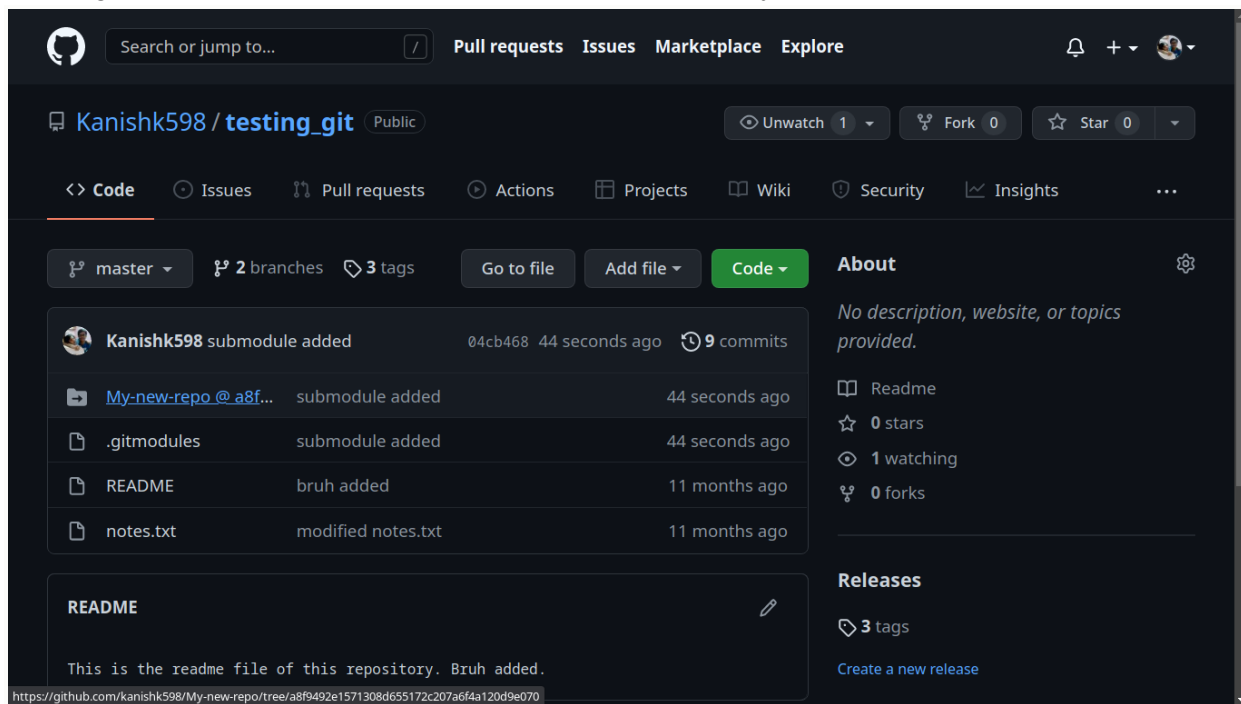 Search or jump to... / Pull requests Issues Marketplace Explore
Kanishk598 / testing_git Public Unwatch 1 Fork 0 Star 0
<> Code Issues Pull requests Actions Projects Wiki Security Insights ...
master 2 branches 3 tags Go to file Add file Code
Kanishk598 submodule added 04cb468 44 seconds ago 9 commits
My-new-repo @ a8f... submodule added 44 seconds ago
.gitmodules submodule added 44 seconds ago
README bruh added 11 months ago
notes.txt modified notes.txt 11 months ago
README
This is the readme file of this repository. Bruh added.
About
No description, website, or topics
provided.
Readme
0 stars
1 watching
0 forks
Releases
3 tags
Create a new release
https://github.com/kanishk598/My-new-repo/tree/a8f9492e1571308d655172c207a6f4a120d9e070